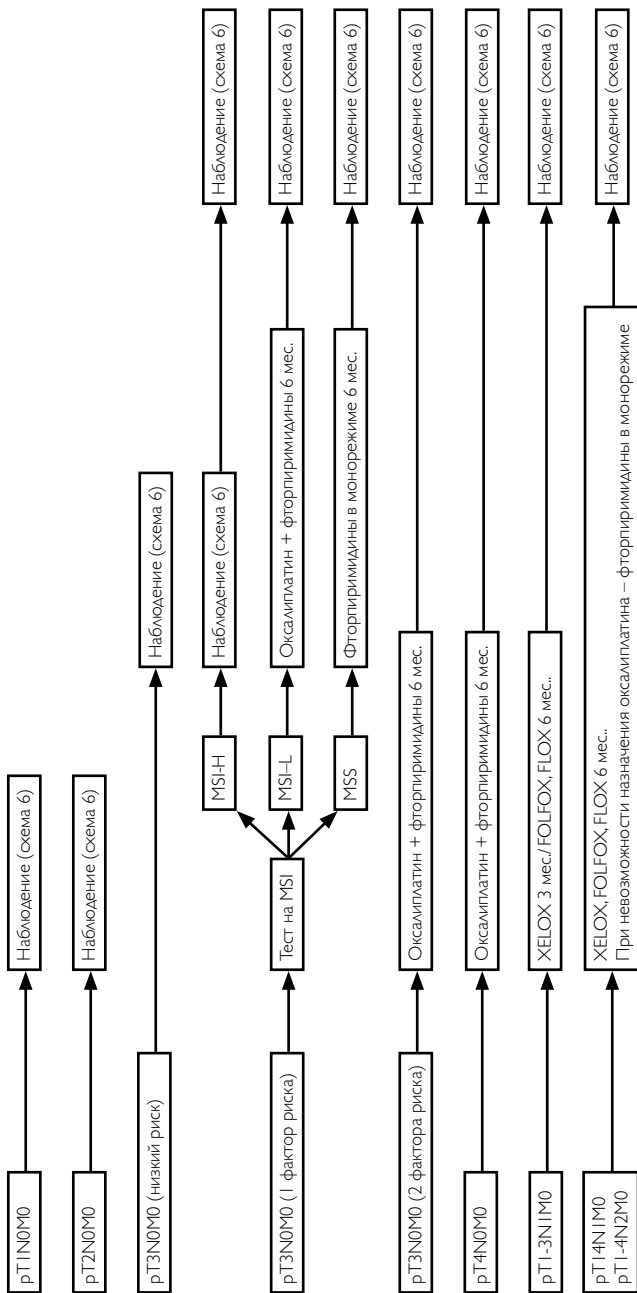 pT1N0M0
Наблюдение (схема 6)
pT2N0M0
Наблюдение (схема 6)
pT3N0M0 (низкий риск)
Наблюдение (схема 6)
pT3N0M0 (1 фактор риска)
Тест на MSI
MSI-H
Наблюдение (схема 6)
Наблюдение (схема 6)
MSI–L
Оксалиплатин + фторпиримидины 6 мес.
Наблюдение (схема 6)
MSS
Фторпиримидины в монорежиме 6 мес.
Наблюдение (схема 6)
pT3N0M0 (2 фактора риска)
Оксалиплатин + фторпиримидины 6 мес.
Наблюдение (схема 6)
pT4N0M0
Оксалиплатин + фторпиримидины 6 мес.
Наблюдение (схема 6)
pT1-3N1M0
XELOX 3 мес./ FOLFOX, FLOX 6 мес..
Наблюдение (схема 6)
pT14N1M0
pT1-4N2M0
XELOX, FOLFOX, FLOX 6 мес..
При невозможности назначения оксалиплатина – фторпиримидины в монорежиме
Наблюдение (схема 6)